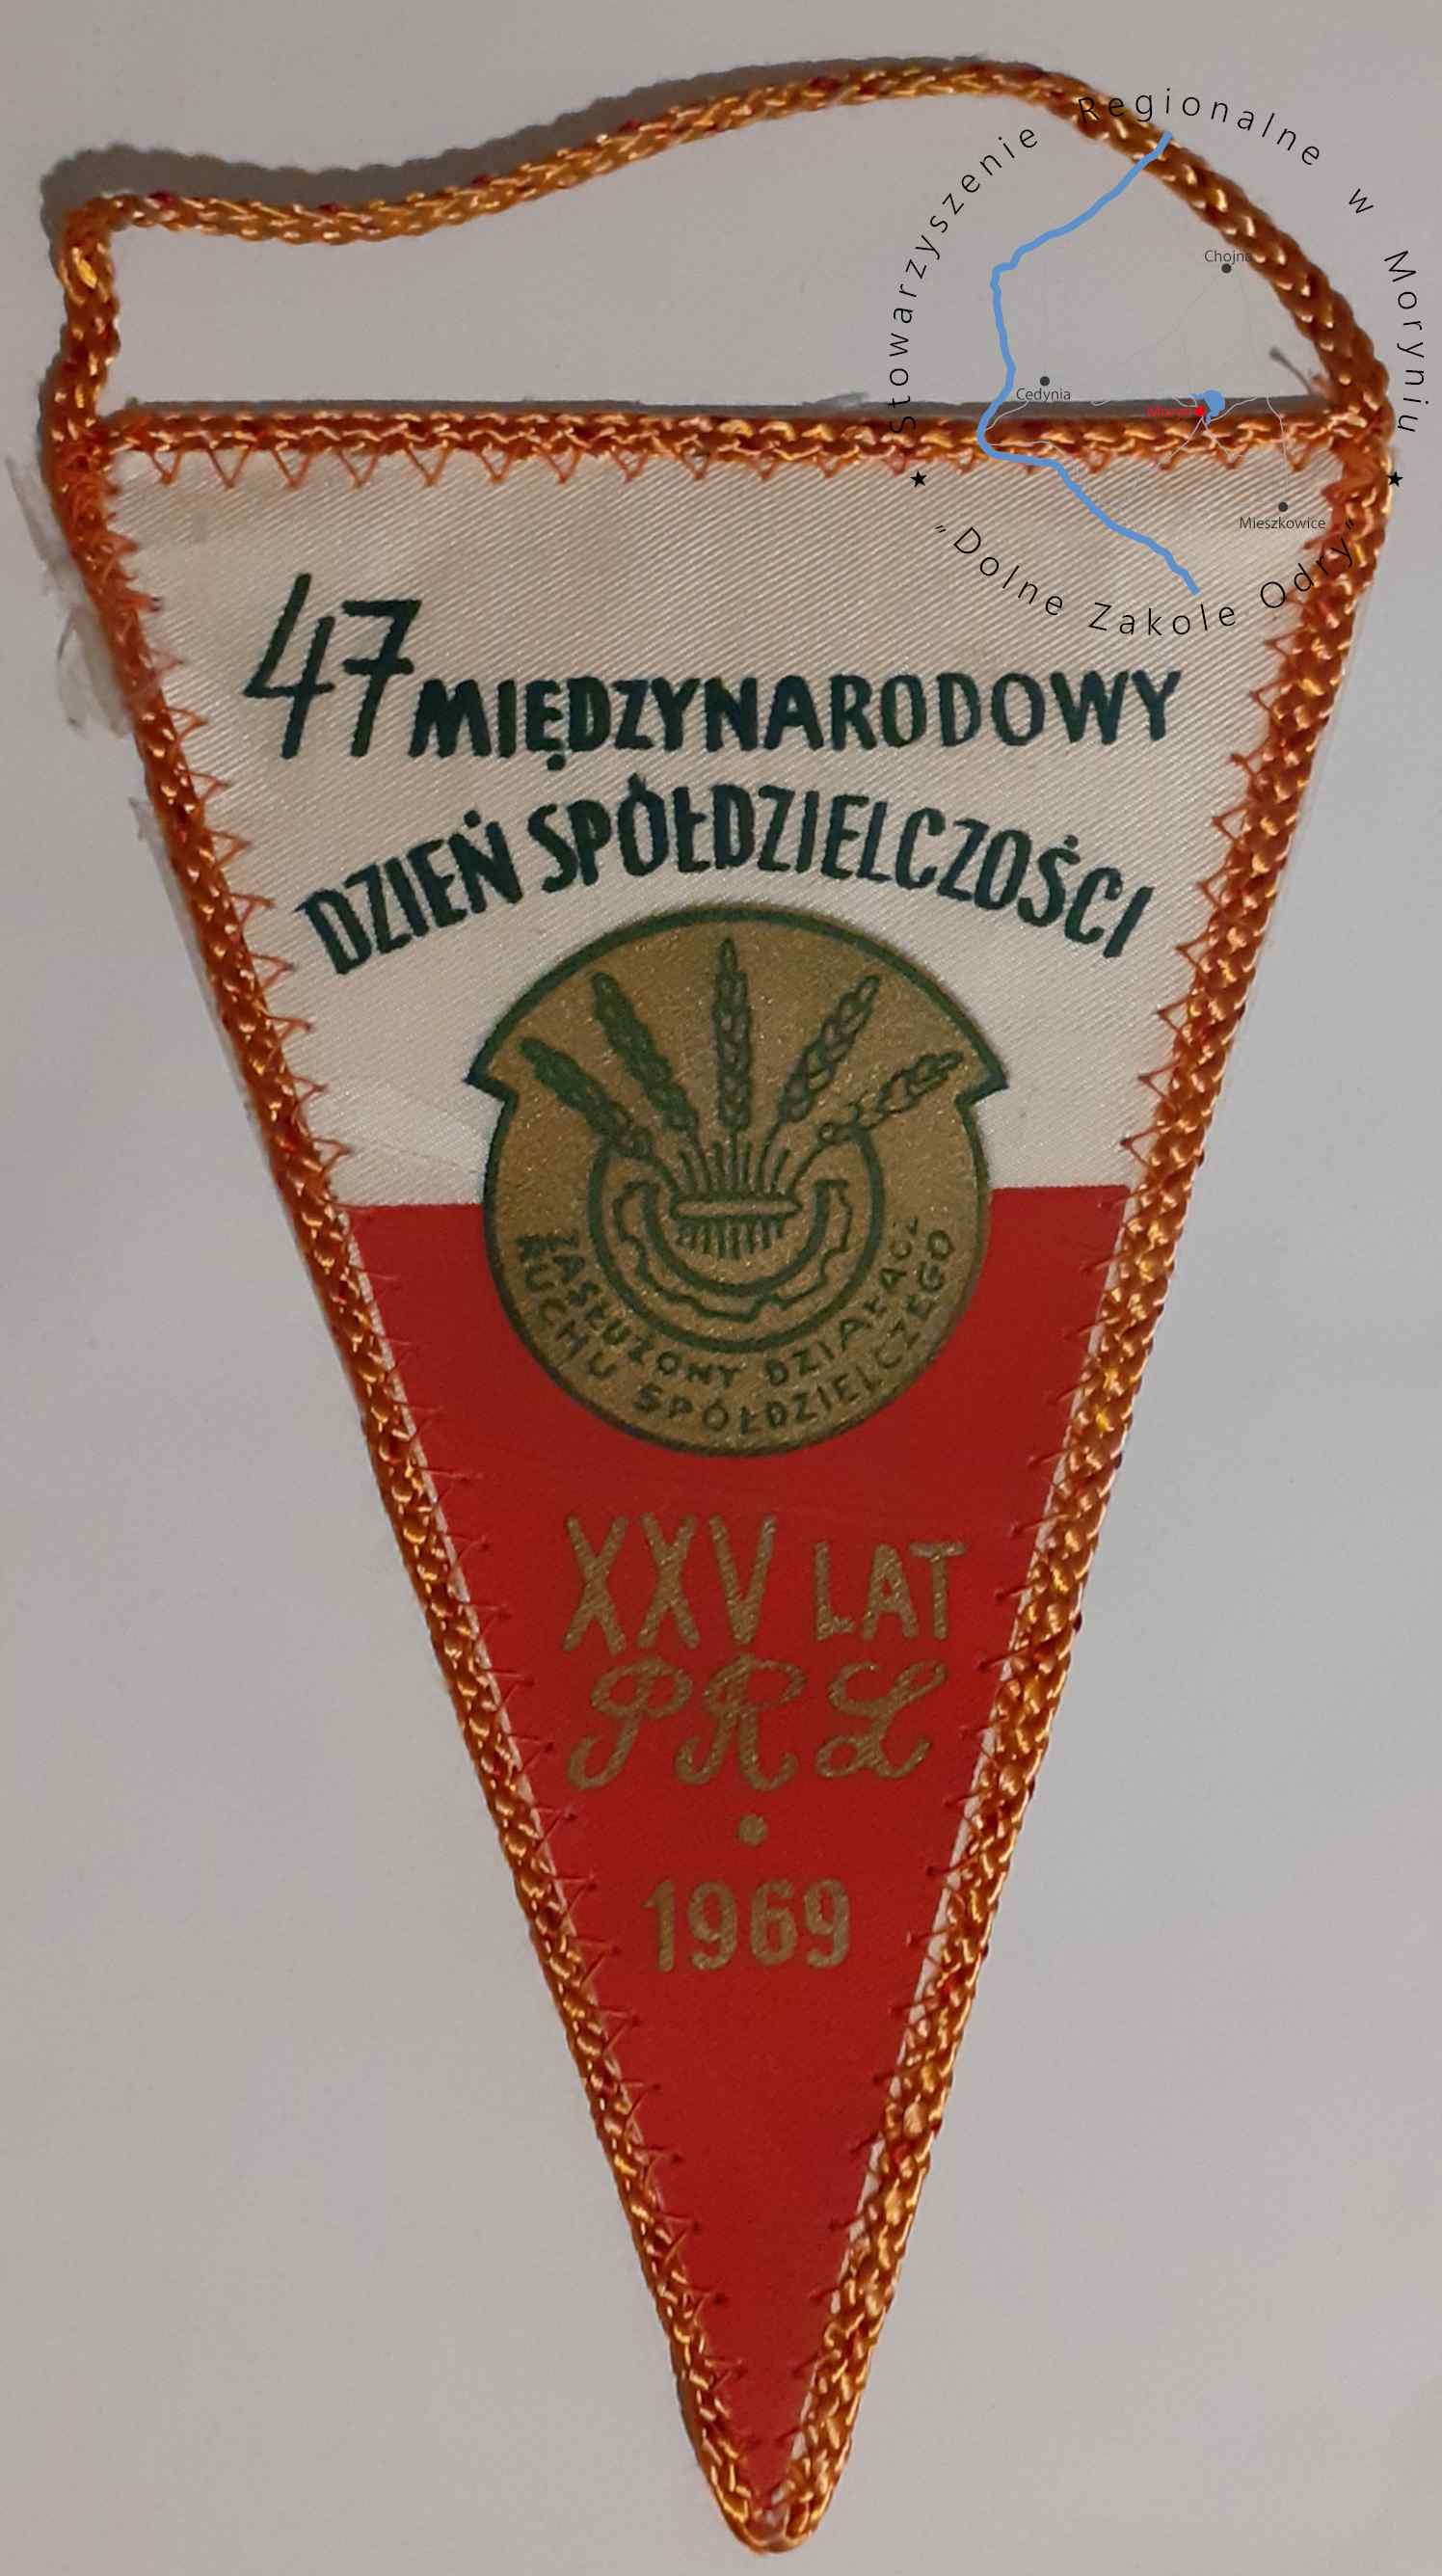 Stowarzyszenie Regionalne w Moryniu
Chojna
Cedynia
Mieszkowice
„Dolne Zakole Odry”
47 MIĘDZYNARODOWY
DZIEŃ SPÓŁDZIELCZOŚCI
ZASŁUŻONY DZIAŁACZ
RUCHU SPÓŁDZIELCZEGO
XXV LAT
PRL
1969